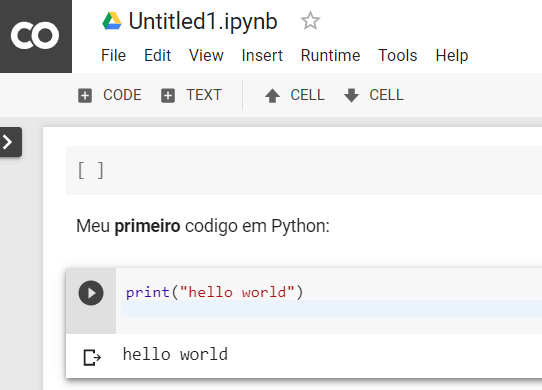 CO
Untitled1.ipynb
File Edit View Insert Runtime Tools Help
CODE TEXT CELL CELL
[ ]
Meu primeiro codigo em Python:
print("hello world")
hello world